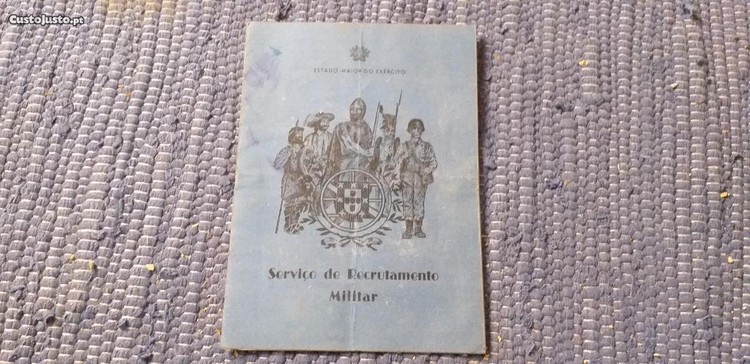 CustoJusto.pt
ESTADO-MAIOR DO EXÉRCITO
Serviço de Recrutamento
Militar